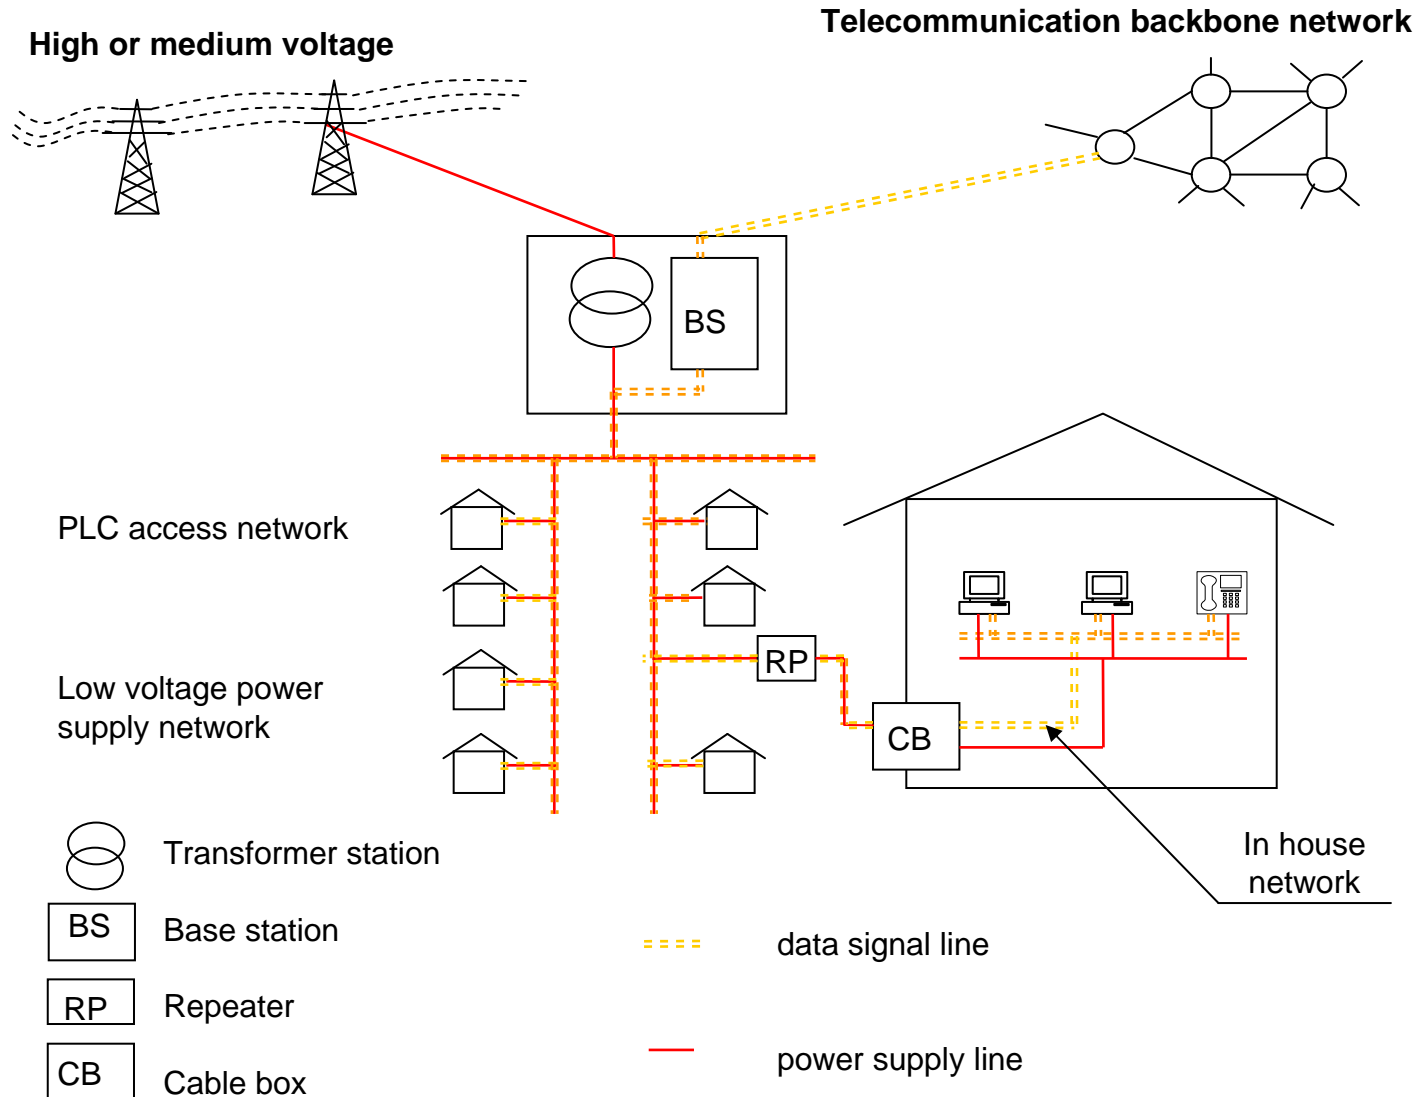 Telecommunication backbone network
High or medium voltage
BS
PLC access network
RP
Low voltage power
supply network
CB
Transformer station
In house
network
BS
Base station
data signal line
RP
Repeater
power supply line
CB
Cable box